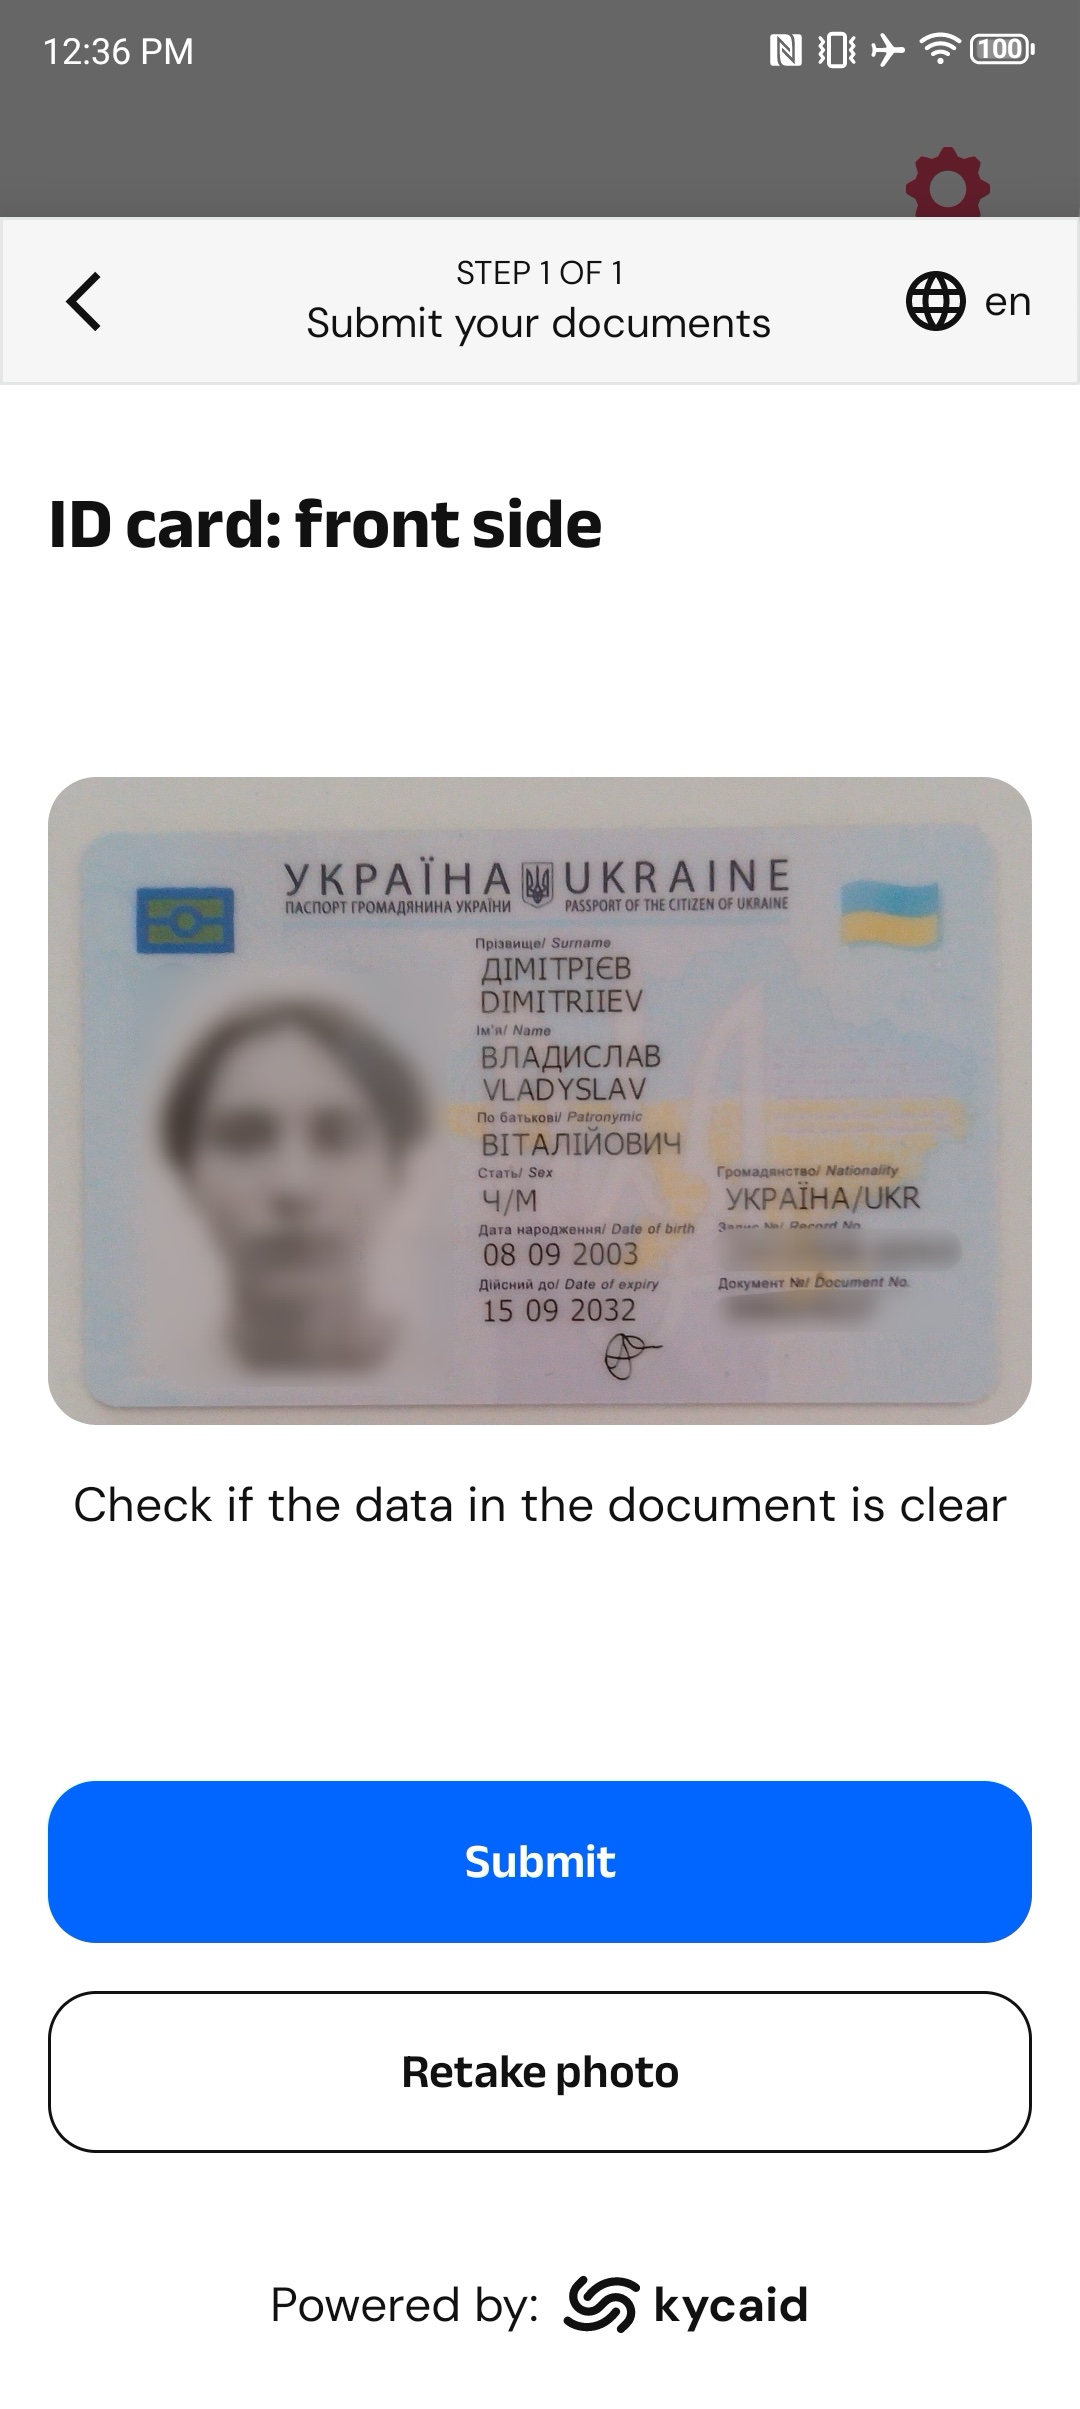 12:36 PM
100
STEP 1 OF 1
Submit your documents
en
ID card: front side
УКРАЇНА UKRAINE
ПАСПОРТ ГРОМАДЯНИНА УКРАЇНИ PASSPORT OF THE CITIZEN OF UKRAINE
Прізвище/ Surname
ДІМІТРІЄВ
DIMITRIIEV
Ім'я/ Name
ВЛАДИСЛАВ
VLADYSLAV
По батькові/ Patronymic
ВІТАЛІЙОВИЧ
Стать/ Sex Громадянство/ Nationality
Ч/М УКРАЇНА/UKR
Дата народження/ Date of birth Запис №/ Record No.
08 09 2003
Дійсний до/ Date of expiry Документ №/ Document No.
15 09 2032
Check if the data in the document is clear
Submit
Retake photo
Powered by: kycaid